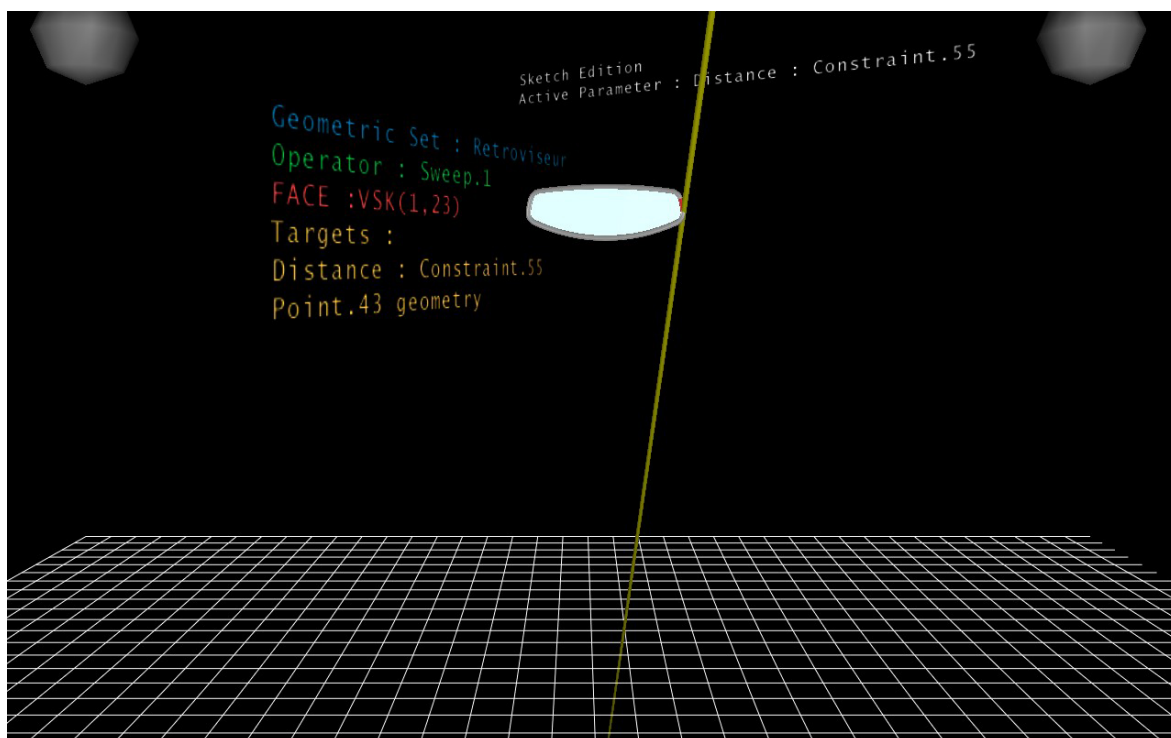 Sketch Edition
Active Parameter : Distance : Constraint.55
Geometric Set : Retroviseur
Operator : Sweep.1
FACE :VSK(1,23)
Targets :
Distance : Constraint.55
Point.43 geometry